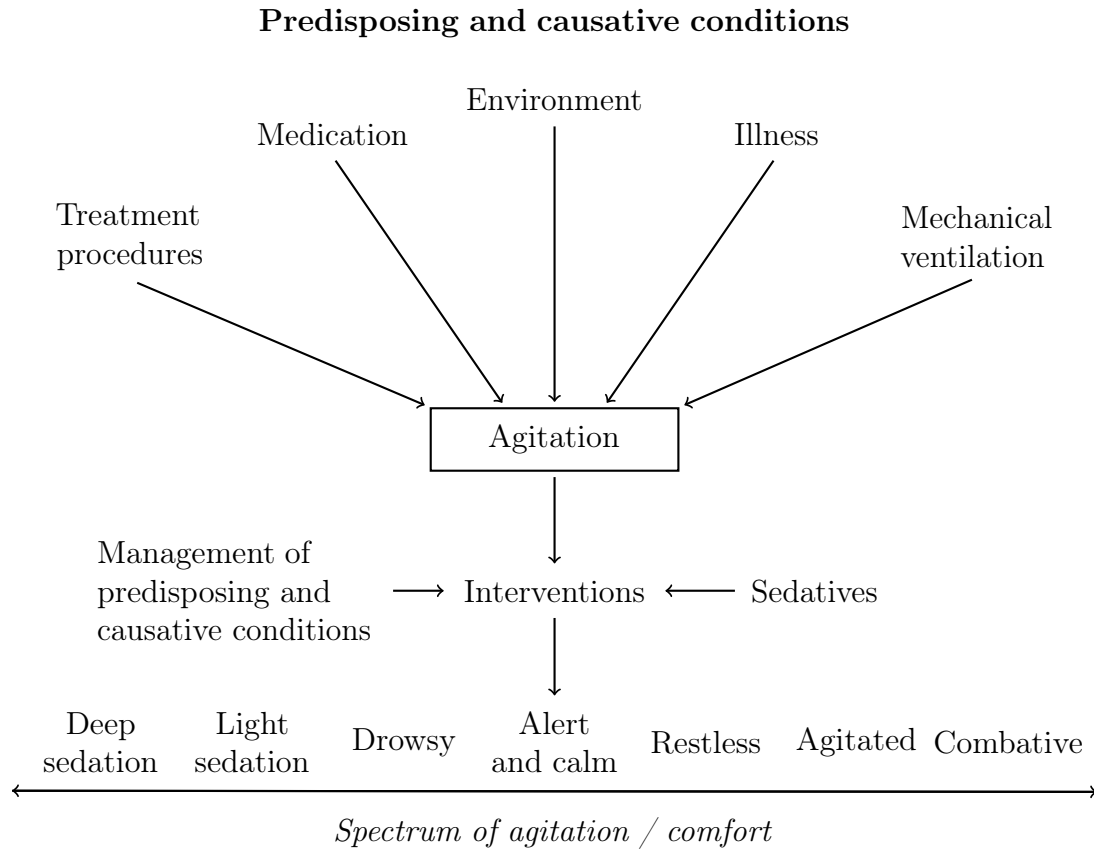 Predisposing and causative conditions
Environment
Medication
Illness
Treatment
procedures
Mechanical
ventilation
Agitation
Management of
predisposing and
causative conditions
Interventions
Sedatives
Deep
sedation
Light
sedation
Drowsy
Alert
and calm
Restless
Agitated
Combative
Spectrum of agitation / comfort